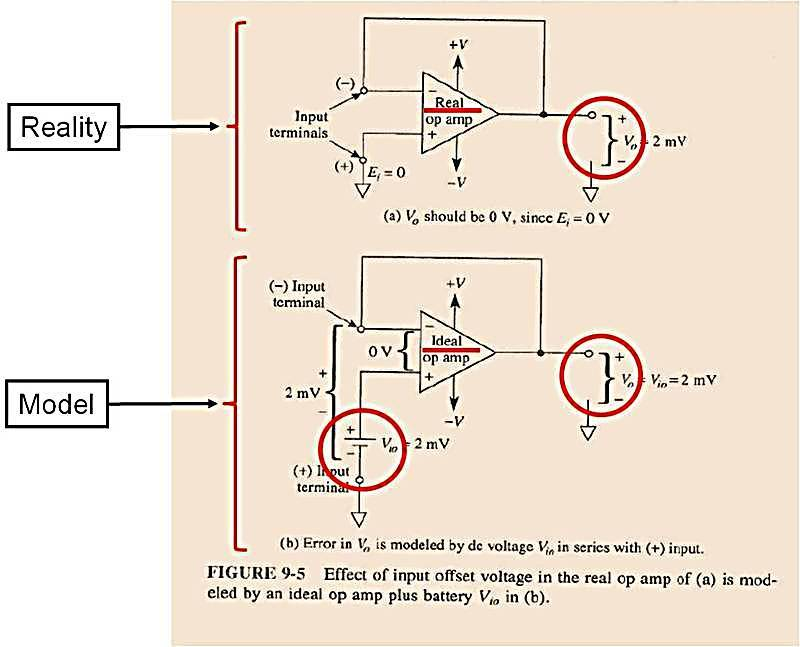 Reality
+V
(−)
−
Real
op amp
+
Input
terminals
(+)
E_i = 0
−V
+
V_o = 2 mV
−
(a) V_o should be 0 V, since E_i = 0 V
Model
(−) Input
terminal
+V
−
0 V
Ideal
op amp
+
+
2 mV
−
−V
+
V_o = V_io = 2 mV
−
+
V_io = 2 mV
−
(+) Input
terminal
(b) Error in V_o is modeled by dc voltage V_io in series with (+) input.
FIGURE 9-5 Effect of input offset voltage in the real op amp of (a) is mod-
eled by an ideal op amp plus battery V_io in (b).